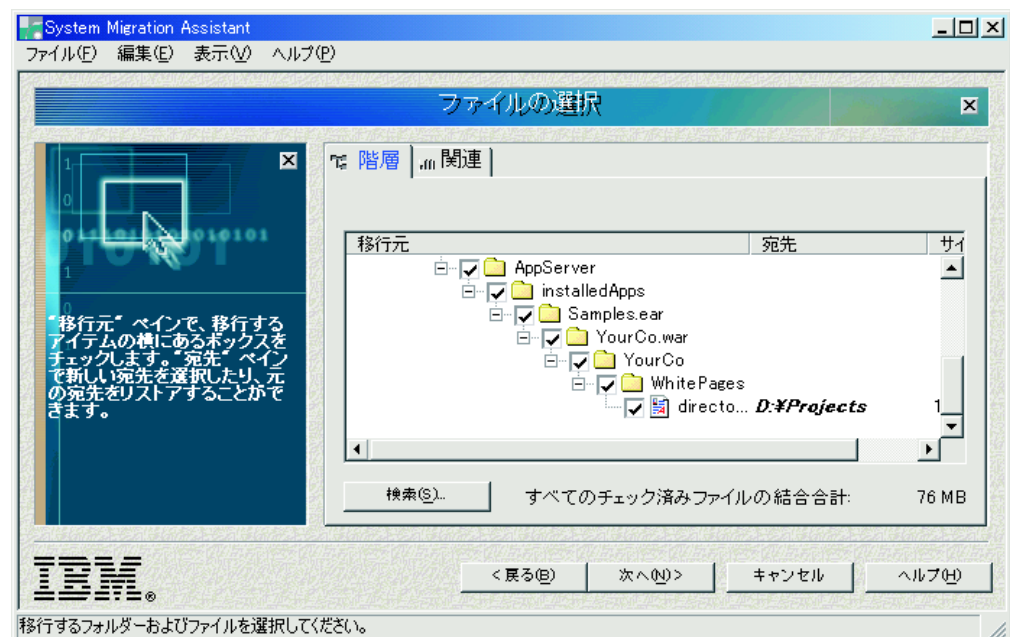 System Migration Assistant
ファイル(F) 編集(E) 表示(V) ヘルプ(P)
ファイルの選択
階層 関連
移行元 宛先 サイ
AppServer
installedApps
Samples.ear
YourCo.war
YourCo
WhitePages
directo... D:¥Projects 1
"移行元" ペインで、移行する
アイテムの横にあるボックスを
チェックします。"宛先" ペイン
で新しい宛先を選択したり、元
の宛先をリストアすることがで
きます。
検索(S)... すべてのチェック済みファイルの結合合計: 76 MB
IBM®
<戻る(B) 次へ(N)> キャンセル ヘルプ(H)
移行するフォルダーおよびファイルを選択してください。